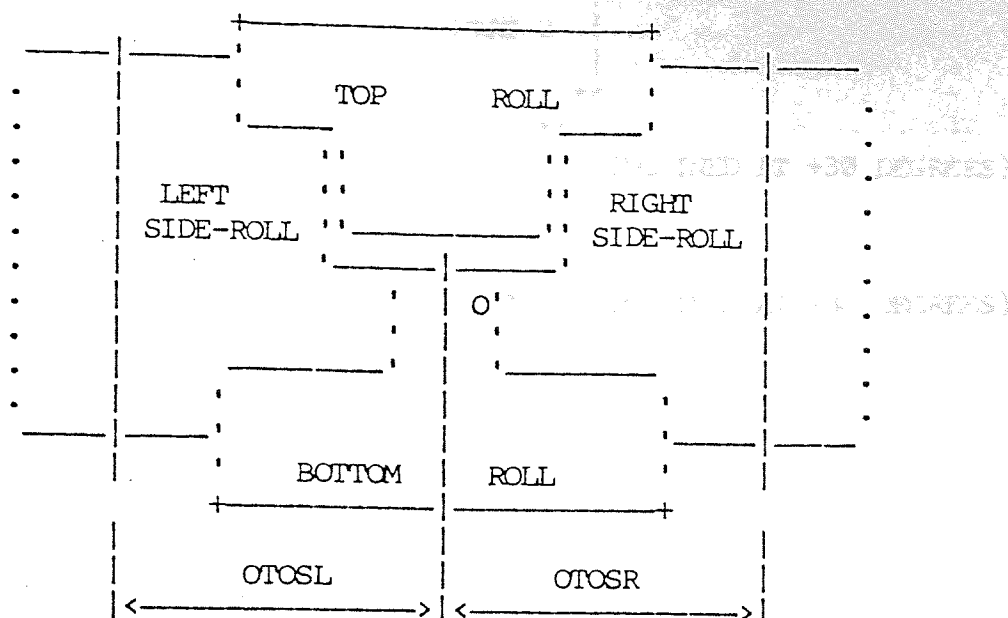 TOP ROLL
LEFT
SIDE-ROLL
RIGHT
SIDE-ROLL
O
BOTTOM ROLL
OTOSL
OTOSR